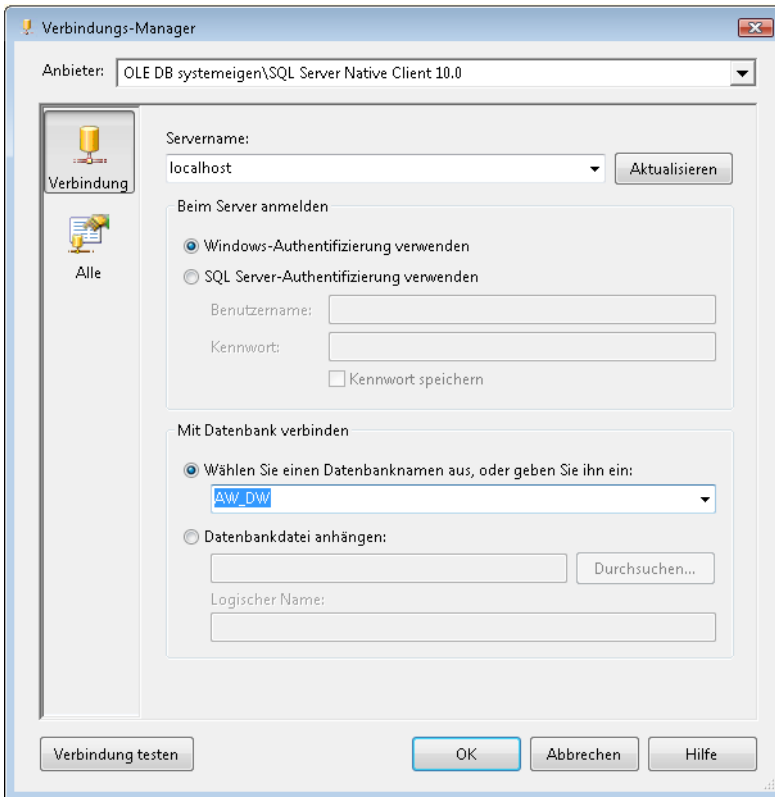 Verbindungs-Manager
Anbieter: OLE DB systemeigen\SQL Server Native Client 10.0
Verbindung
Alle
Servername:
localhost Aktualisieren
Beim Server anmelden
Windows-Authentifizierung verwenden
SQL Server-Authentifizierung verwenden
Benutzername:
Kennwort:
Kennwort speichern
Mit Datenbank verbinden
Wählen Sie einen Datenbanknamen aus, oder geben Sie ihn ein:
AW_DW
Datenbankdatei anhängen:
Durchsuchen...
Logischer Name:
Verbindung testen OK Abbrechen Hilfe